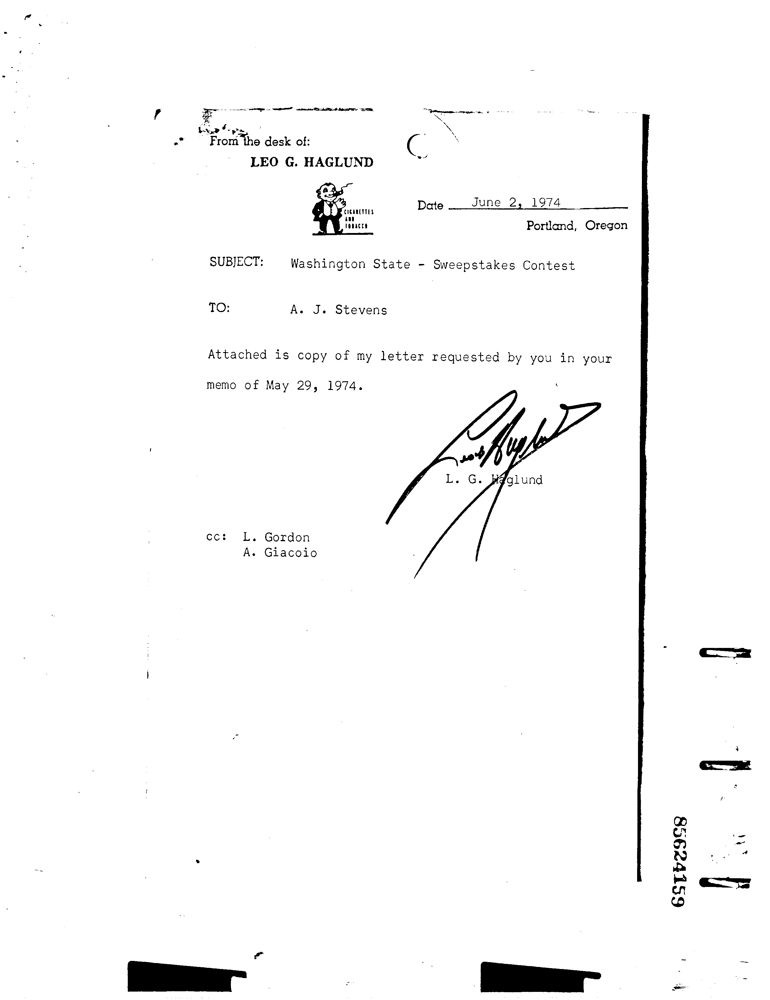 From the desk of:
LEO G. HAGLUND
CIGARETTES
AND
TOBACCO
Date June 2, 1974
Portland, Oregon
SUBJECT: Washington State - Sweepstakes Contest
TO: A. J. Stevens
Attached is copy of my letter requested by you in your
memo of May 29, 1974.
L. G. Haglund
cc: L. Gordon
A. Giacoio
85624159